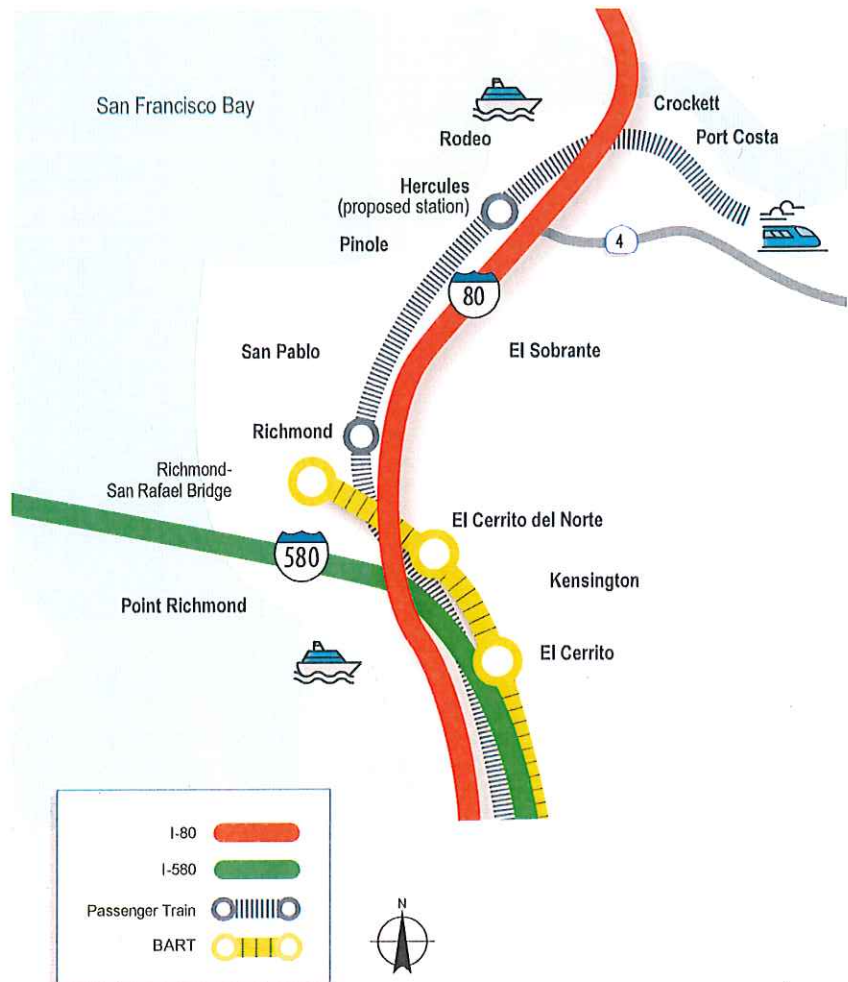 San Francisco Bay
Crockett
Port Costa
Rodeo
Hercules
(proposed station)
Pinole
4
80
San Pablo
El Sobrante
Richmond
Richmond-
San Rafael Bridge
El Cerrito del Norte
580
Kensington
Point Richmond
El Cerrito
I-80
I-580
Passenger Train
BART
N